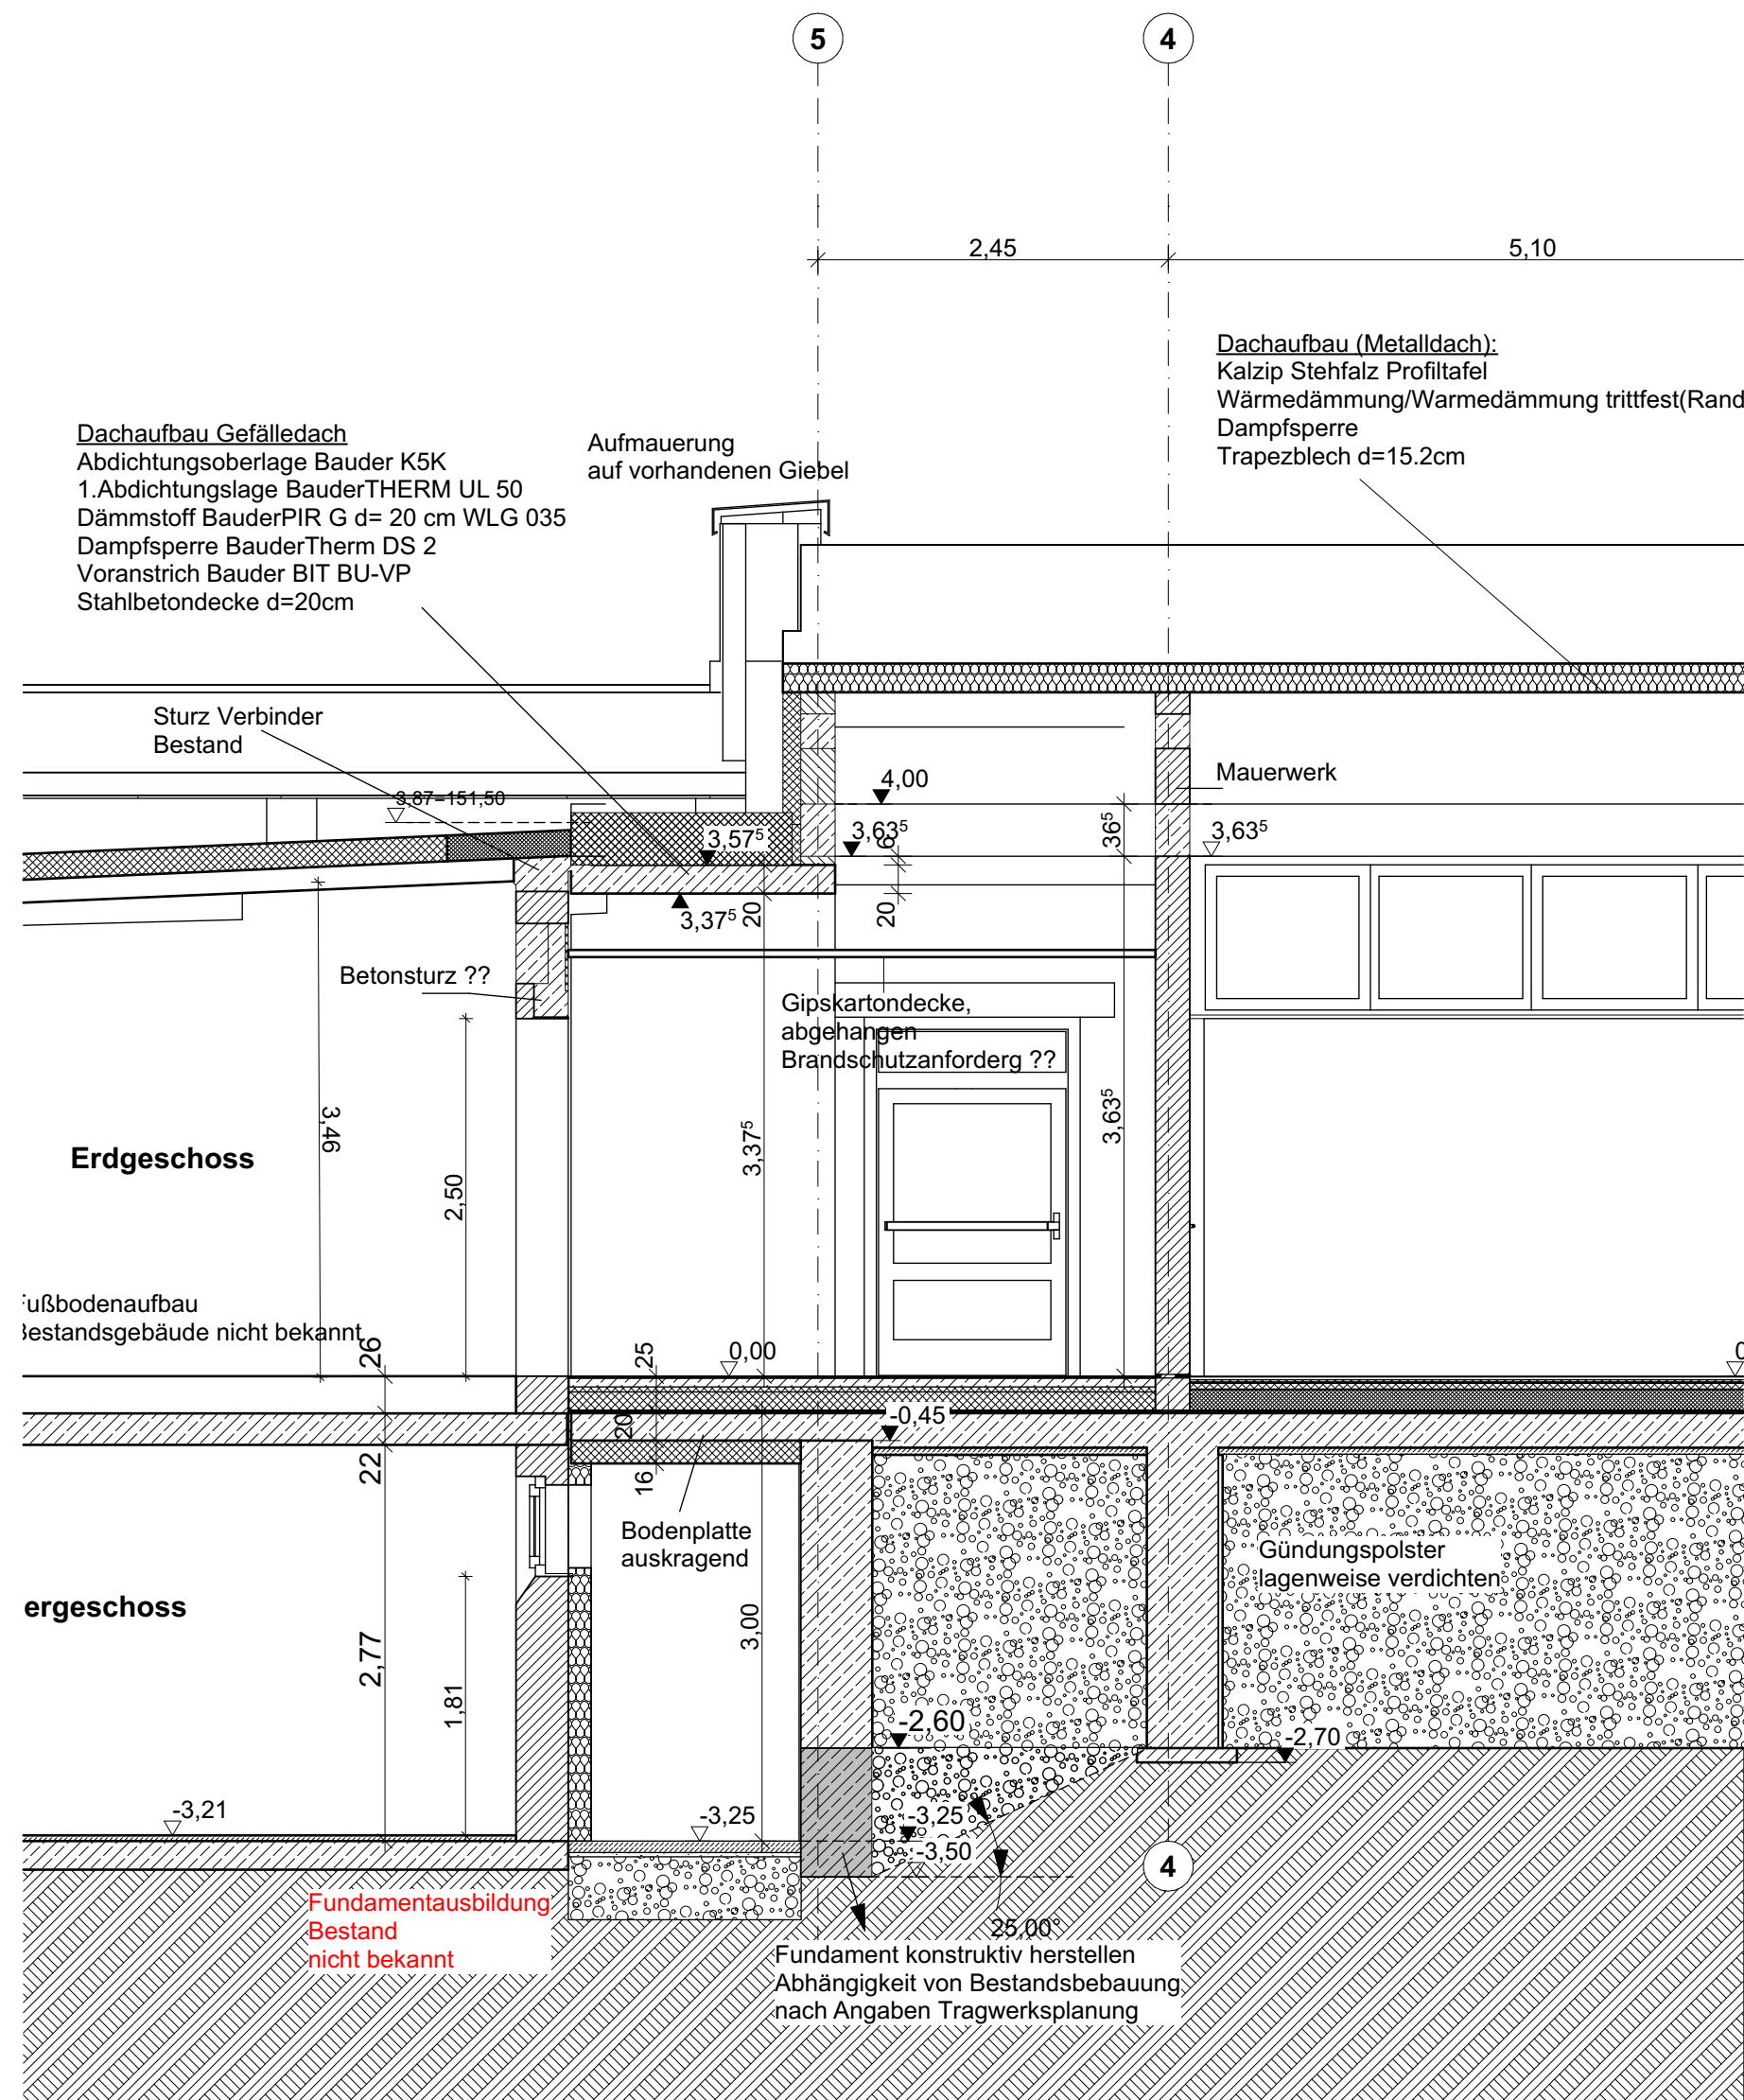 5
4
2,45
5,10
Dachaufbau (Metalldach):
Kalzip Stehfalz Profiltafel
Wärmedämmung/Warmedämmung trittfest(Rand
Dampfsperre
Trapezblech d=15.2cm
Dachaufbau Gefälledach
Abdichtungsoberlage Bauder K5K
1.Abdichtungslage BauderTHERM UL 50
Dämmstoff BauderPIR G d= 20 cm WLG 035
Dampfsperre BauderTherm DS 2
Voranstrich Bauder BIT BU-VP
Stahlbetondecke d=20cm
Aufmauerung
auf vorhandenen Giebel
Sturz Verbinder
Bestand
Mauerwerk
3,87=151,50
4,00
3,57⁵
3,63⁵
6
36⁵
3,63⁵
3,37⁵
20
20
Betonsturz ??
Gipskartondecke,
abgehangen
Brandschutzanforderg ??
3,46
2,50
3,37⁵
3,63⁵
Erdgeschoss
ußbodenaufbau
Bestandsgebäude nicht bekannt
26
25
0,00
0
-0,45
20
22
16
Bodenplatte
auskragend
Gündungspolster
lagenweise verdichten
ergeschoss
2,77
1,81
3,00
-2,60
-2,70
-3,21
-3,25
-3,25
-3,50
4
25,00°
Fundamentausbildung
Bestand
nicht bekannt
Fundament konstruktiv herstellen
Abhängigkeit von Bestandsbebauung
nach Angaben Tragwerksplanung